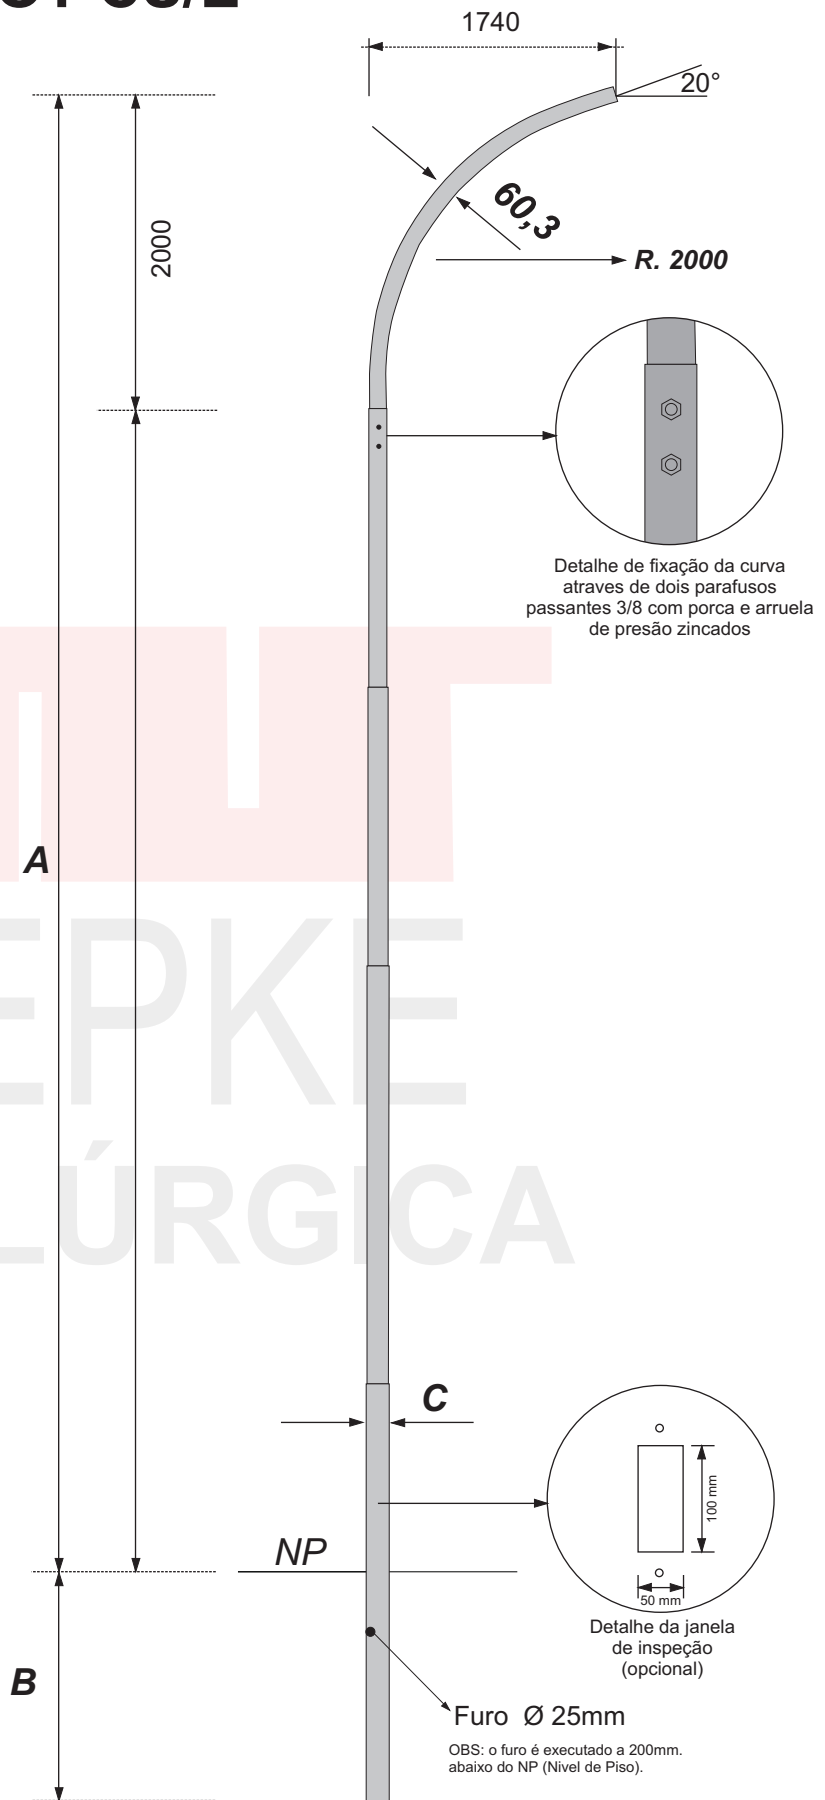 1740
20°
2000
60,3
R. 2000
Detalhe de fixação da curva
atraves de dois parafusos
passantes 3/8 com porca e arruela
de presão zincados
A
EPKE
LÚRGICA
C
100 mm
NP
50 mm
Detalhe da janela
de inspeção
(opcional)
B
Furo Ø 25mm
OBS: o furo é executado a 200mm.
abaixo do NP (Nivel de Piso).